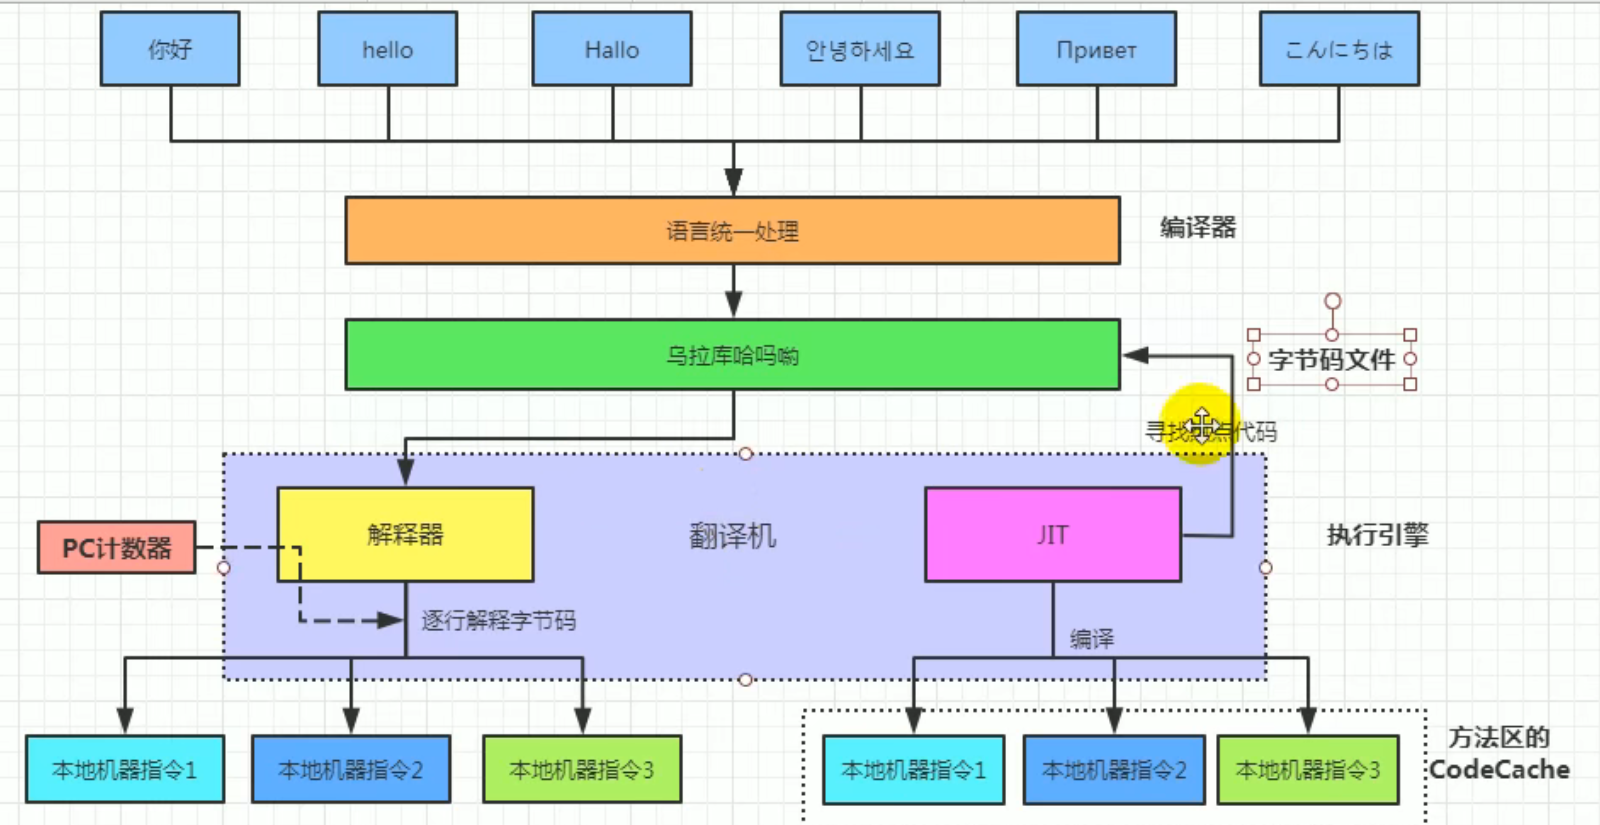 你好
hello
Hallo
안녕하세요
Привет
こんにちは
语言统一处理
编译器
乌拉库哈吗哟
字节码文件
寻找热点代码
解释器
翻译机
JIT
执行引擎
PC计数器
逐行解释字节码
编译
本地机器指令1
本地机器指令2
本地机器指令3
本地机器指令1
本地机器指令2
本地机器指令3
方法区的
CodeCache